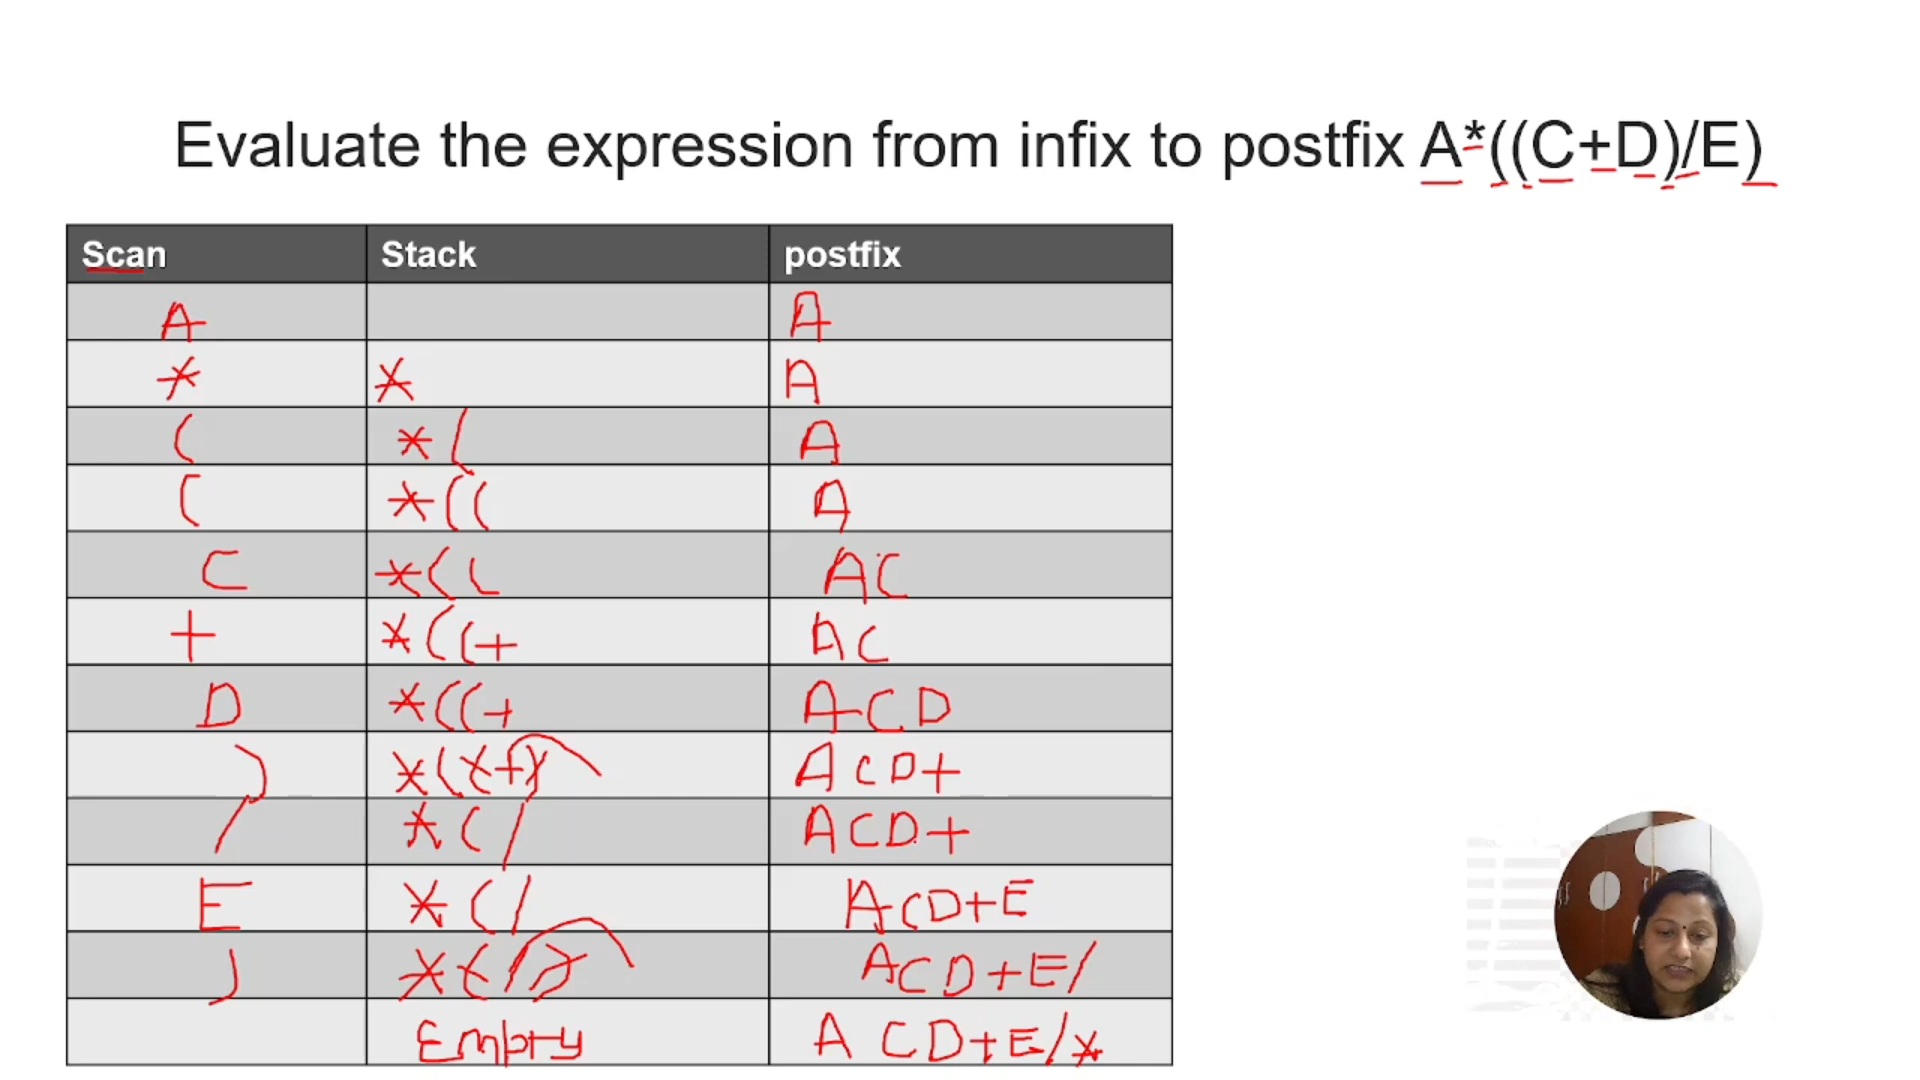 Evaluate the expression from infix to postfix A*((C+D)/E)
Scan Stack postfix
A A
* * A
( *( A
( *(( A
C *(( AC
+ *((+ AC
D *((+ ACD
) *((+) ACD+
/ *(/ ACD+
E *(/ ACD+E
) *(/) ACD+E/
Empty ACD+E/*